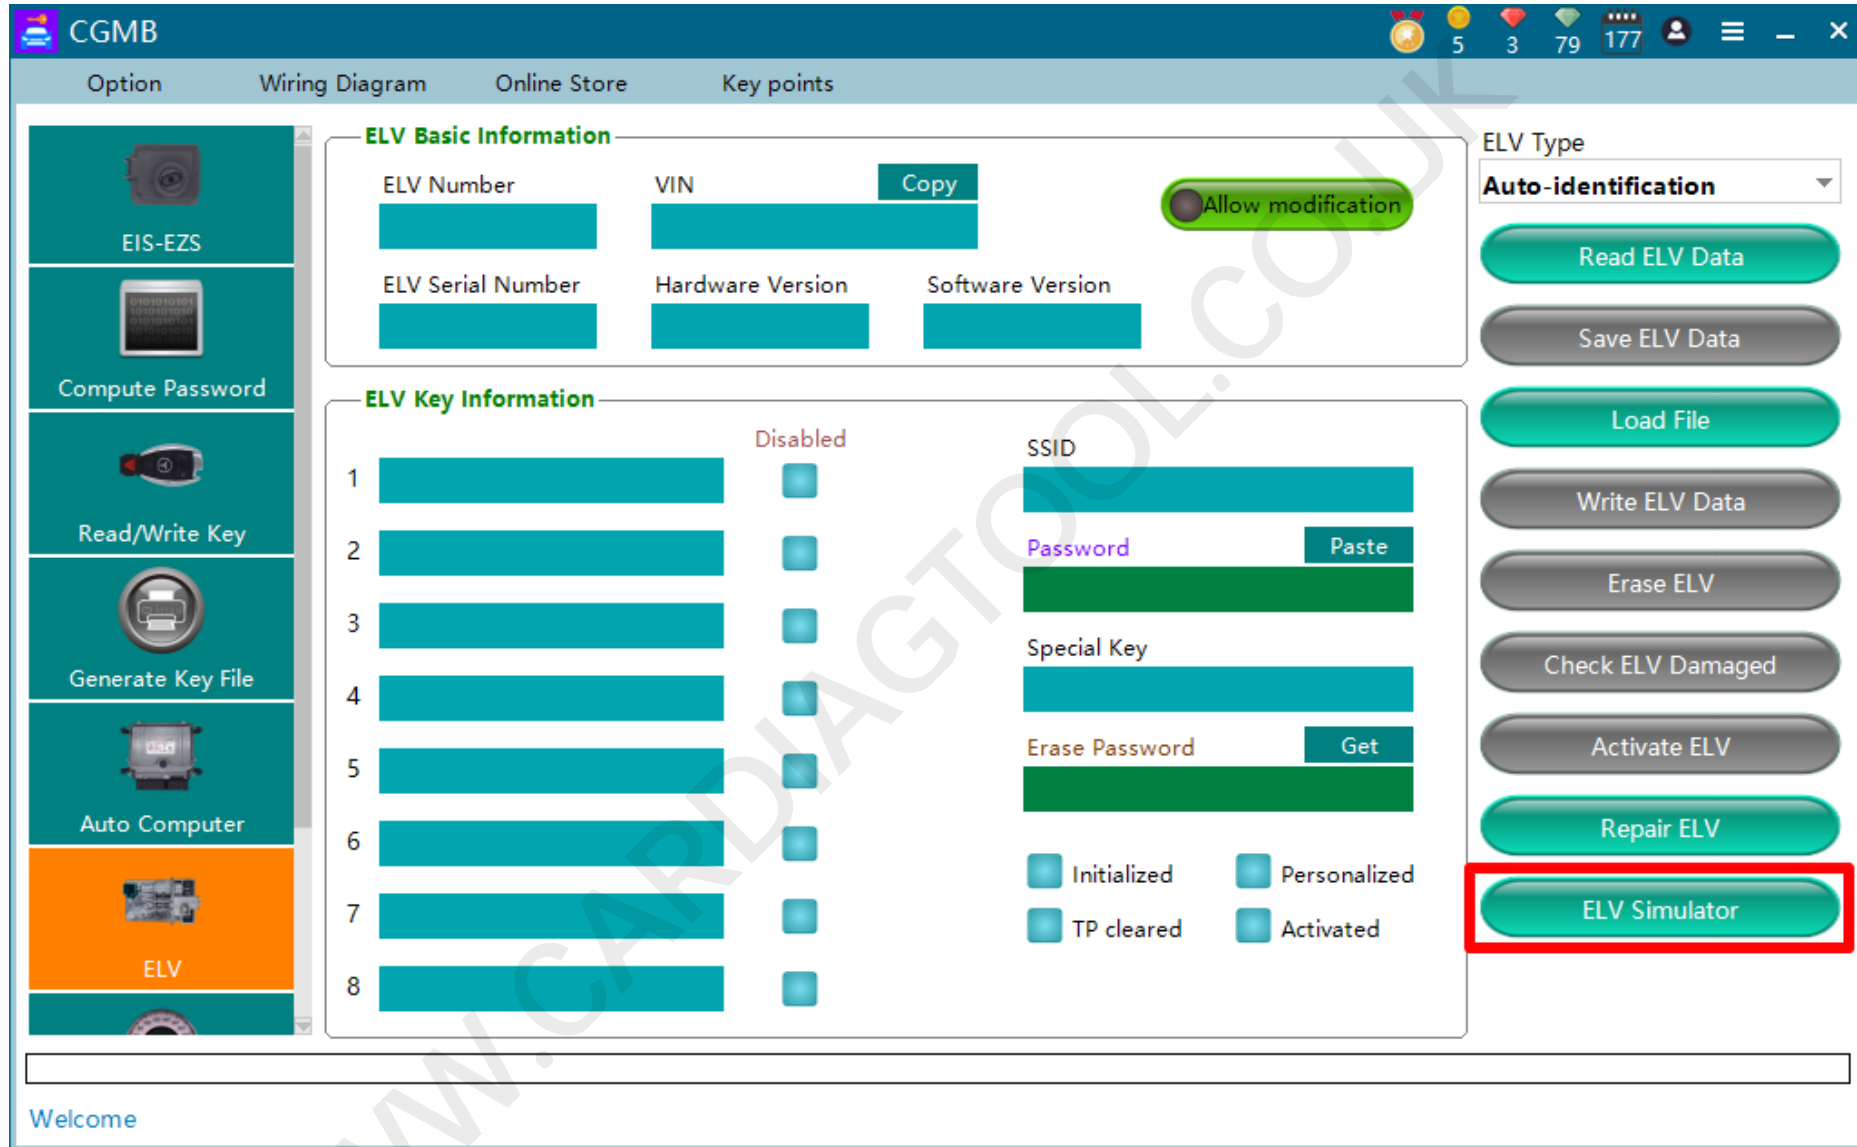 CGMB
5
3
79
177
Option
Wiring Diagram
Online Store
Key points
EIS-EZS
Compute Password
Read/Write Key
Generate Key File
Auto Computer
ELV
ELV Basic Information
ELV Number
VIN
Copy
Allow modification
ELV Serial Number
Hardware Version
Software Version
ELV Key Information
Disabled
1
2
3
4
5
6
7
8
SSID
Password
Paste
Special Key
Erase Password
Get
Initialized
Personalized
TP cleared
Activated
ELV Type
Auto-identification
Read ELV Data
Save ELV Data
Load File
Write ELV Data
Erase ELV
Check ELV Damaged
Activate ELV
Repair ELV
ELV Simulator
Welcome
WW.CARDIAGTOOL.CO.UK